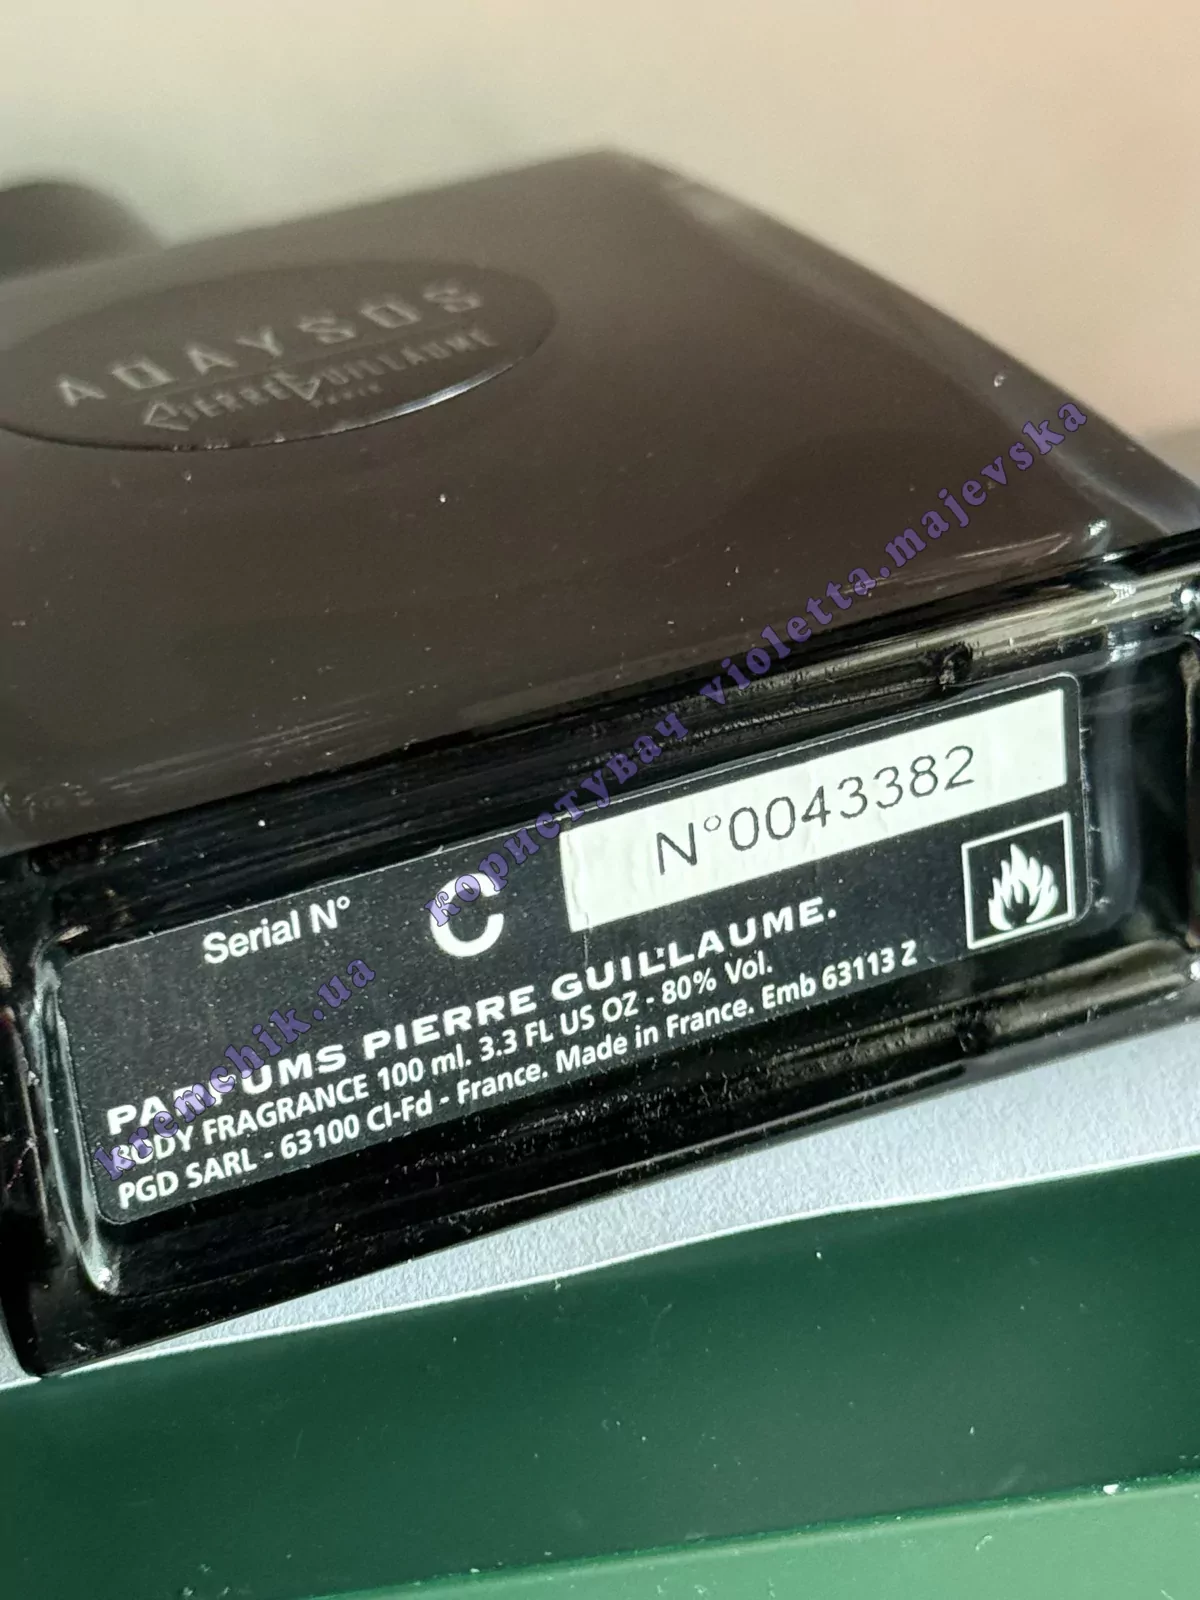 AQAYSOS
PIERRE GUILLAUME
PARIS
Serial N° C N°0043382
PARFUMS PIERRE GUILLAUME.
BODY FRAGRANCE 100 ml. 3.3 FL US OZ - 80% Vol.
PGD SARL - 63100 Cl-Fd - France. Made in France. Emb 63113 Z
kremchik.ua користувач violetta.majevska